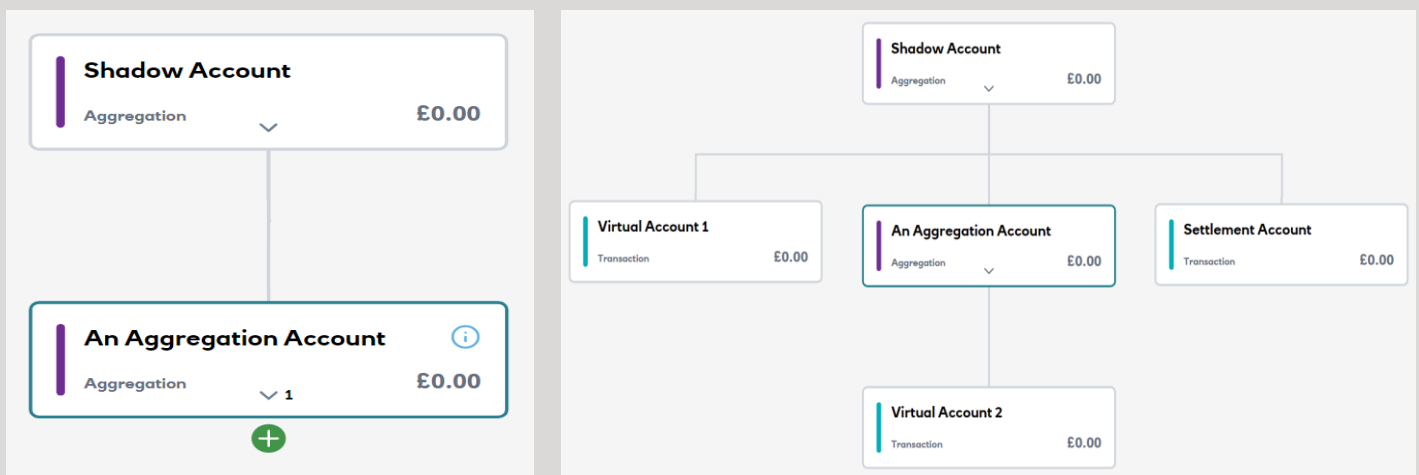 Shadow Account
Aggregation £0.00
An Aggregation Account
Aggregation £0.00
1
Shadow Account
Aggregation £0.00
Virtual Account 1
Transaction £0.00
An Aggregation Account
Aggregation £0.00
Settlement Account
Transaction £0.00
Virtual Account 2
Transaction £0.00